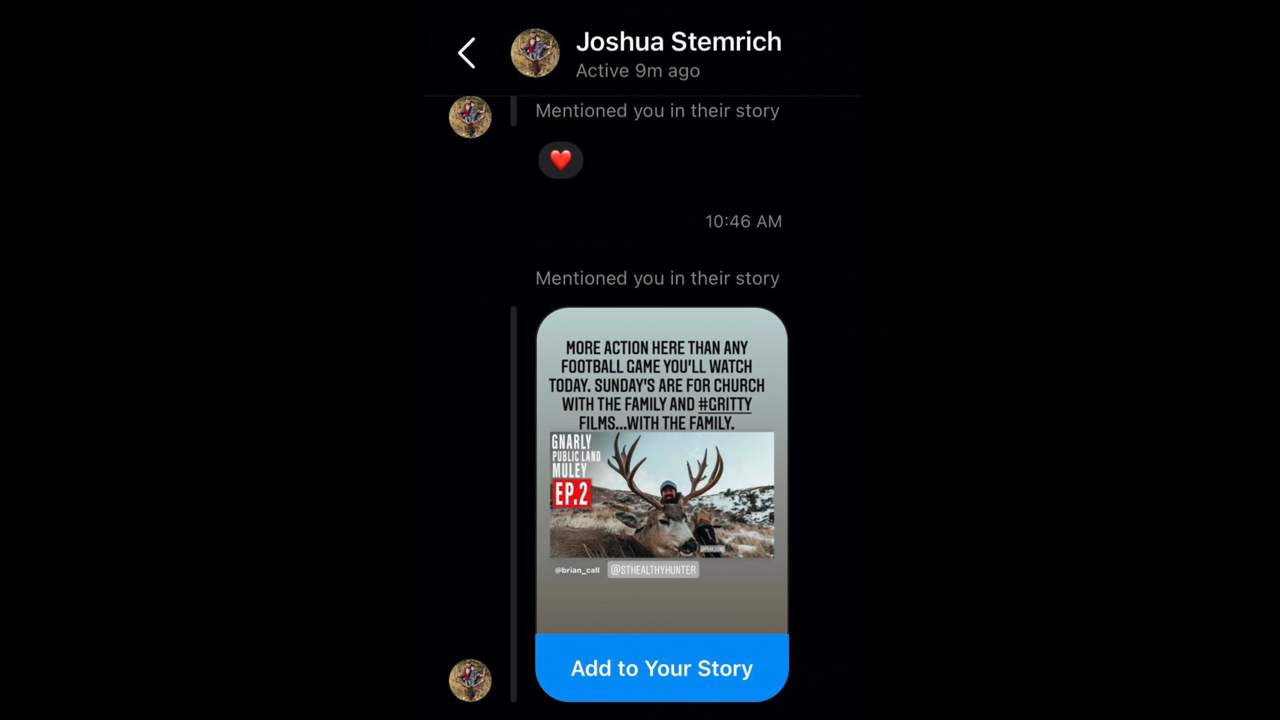 Joshua Stemrich
Active 9m ago
Mentioned you in their story
10:46 AM
Mentioned you in their story
MORE ACTION HERE THAN ANY
FOOTBALL GAME YOU'LL WATCH
TODAY. SUNDAY'S ARE FOR CHURCH
WITH THE FAMILY AND #GRITTY
FILMS...WITH THE FAMILY.
GNARLY
PUBLIC LAND
MULEY
EP.2
@brian_call @STHEALTHYHUNTER
Add to Your Story